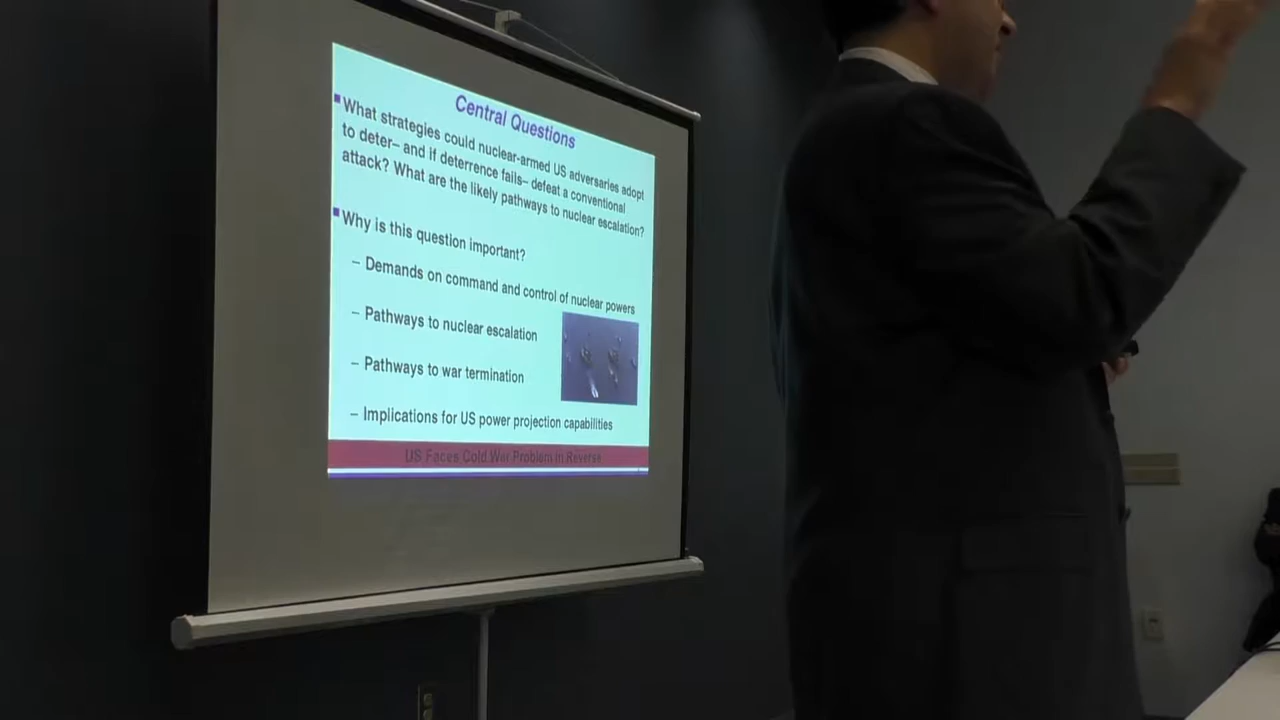 Central Questions
What strategies could nuclear-armed US adversaries adopt
to deter– and if deterrence fails– defeat a conventional
attack? What are the likely pathways to nuclear escalation?
Why is this question important?
– Demands on command and control of nuclear powers
– Pathways to nuclear escalation
– Pathways to war termination
– Implications for US power projection capabilities
US Faces Cold War Problem in Reverse